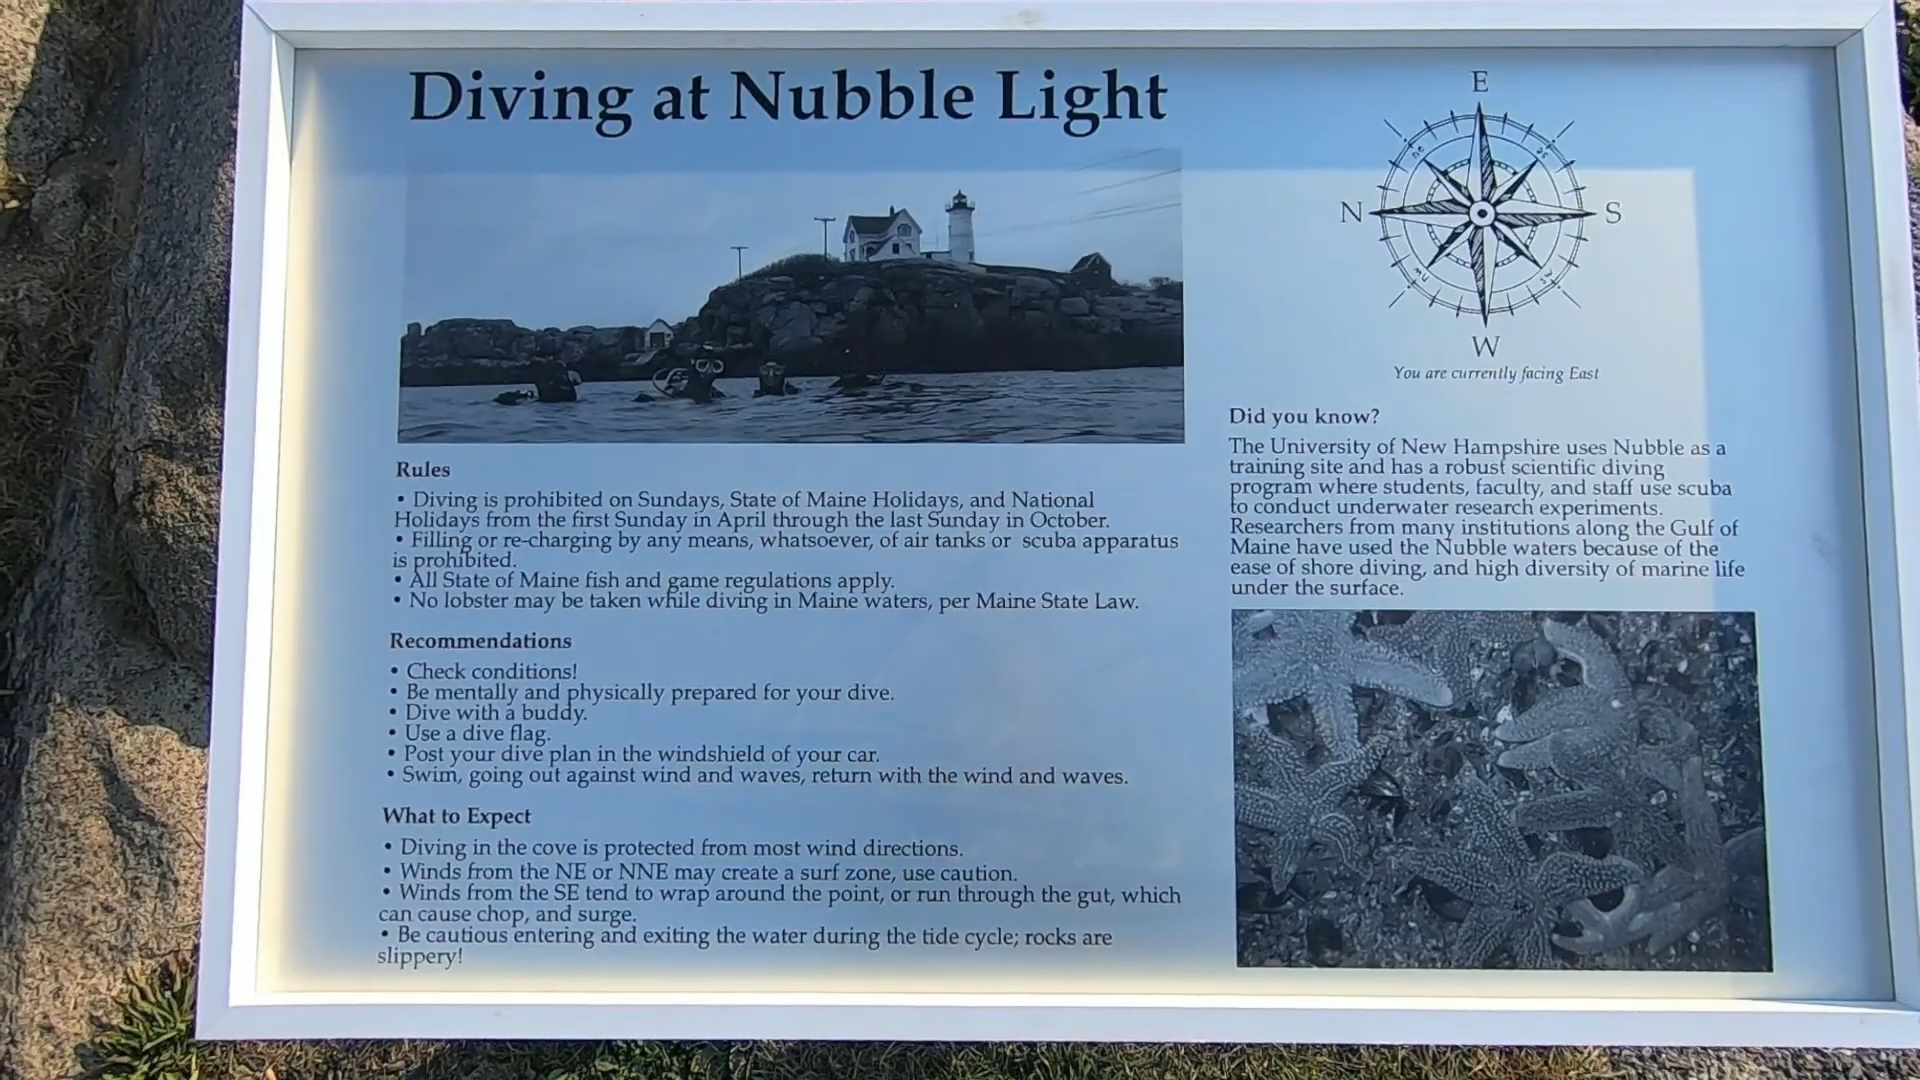 Diving at Nubble Light
Rules
• Diving is prohibited on Sundays, State of Maine Holidays, and National
Holidays from the first Sunday in April through the last Sunday in October.
• Filling or re-charging by any means, whatsoever, of air tanks or scuba apparatus
is prohibited.
• All State of Maine fish and game regulations apply.
• No lobster may be taken while diving in Maine waters, per Maine State Law.
Recommendations
• Check conditions!
• Be mentally and physically prepared for your dive.
• Dive with a buddy.
• Use a dive flag.
• Post your dive plan in the windshield of your car.
• Swim, going out against wind and waves, return with the wind and waves.
What to Expect
• Diving in the cove is protected from most wind directions.
• Winds from the NE or NNE may create a surf zone, use caution.
• Winds from the SE tend to wrap around the point, or run through the gut, which
can cause chop, and surge.
• Be cautious entering and exiting the water during the tide cycle; rocks are
slippery!
E
N
S
W
You are currently facing East
Did you know?
The University of New Hampshire uses Nubble as a
training site and has a robust scientific diving
program where students, faculty, and staff use scuba
to conduct underwater research experiments.
Researchers from many institutions along the Gulf of
Maine have used the Nubble waters because of the
ease of shore diving, and high diversity of marine life
under the surface.